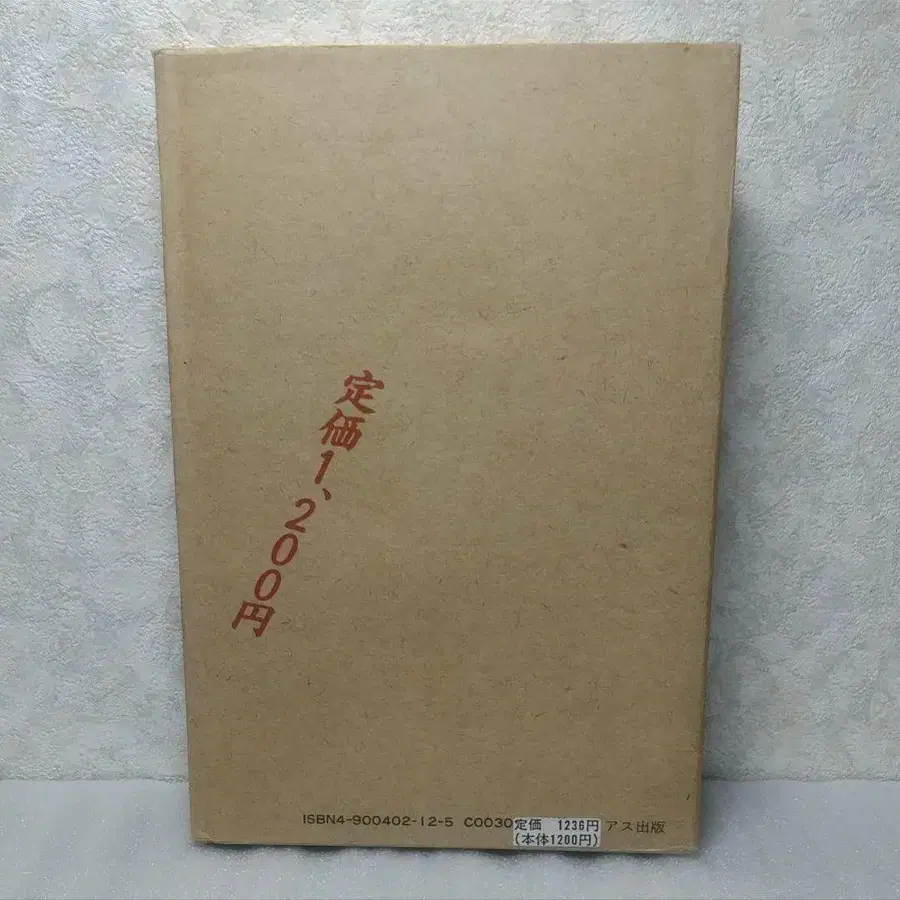 定価1、200円
ISBN4-900402-12-5 C0030
定価 1236円
(本体1200円)
アス出版